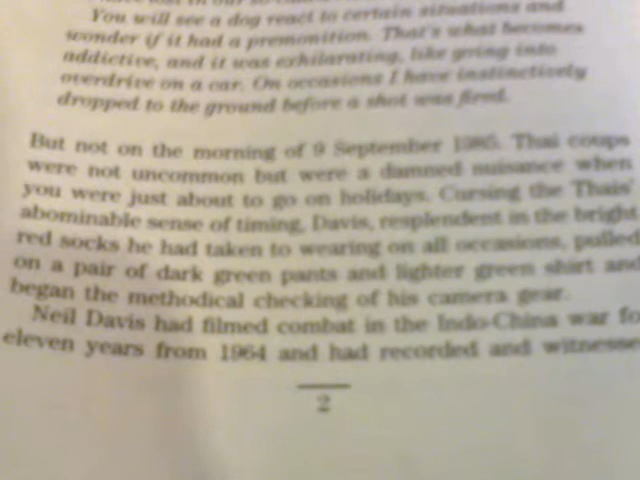 You will see a dog react to certain situations and
wonder if it had a premonition. That's what becomes
addictive, and it was exhilarating, like going into
overdrive on a car. On occasions I have instinctively
dropped to the ground before a shot was fired.
But not on the morning of 9 September 1985. Thai coups
were not uncommon but were a damned nuisance when
you were just about to go on holidays. Cursing the Thais'
abominable sense of timing, Davis, resplendent in the bright
red socks he had taken to wearing on all occasions, pulled
on a pair of dark green pants and lighter green shirt and
began the methodical checking of his camera gear.
Neil Davis had filmed combat in the Indo-China war fo
eleven years from 1964 and had recorded and witnesse
2